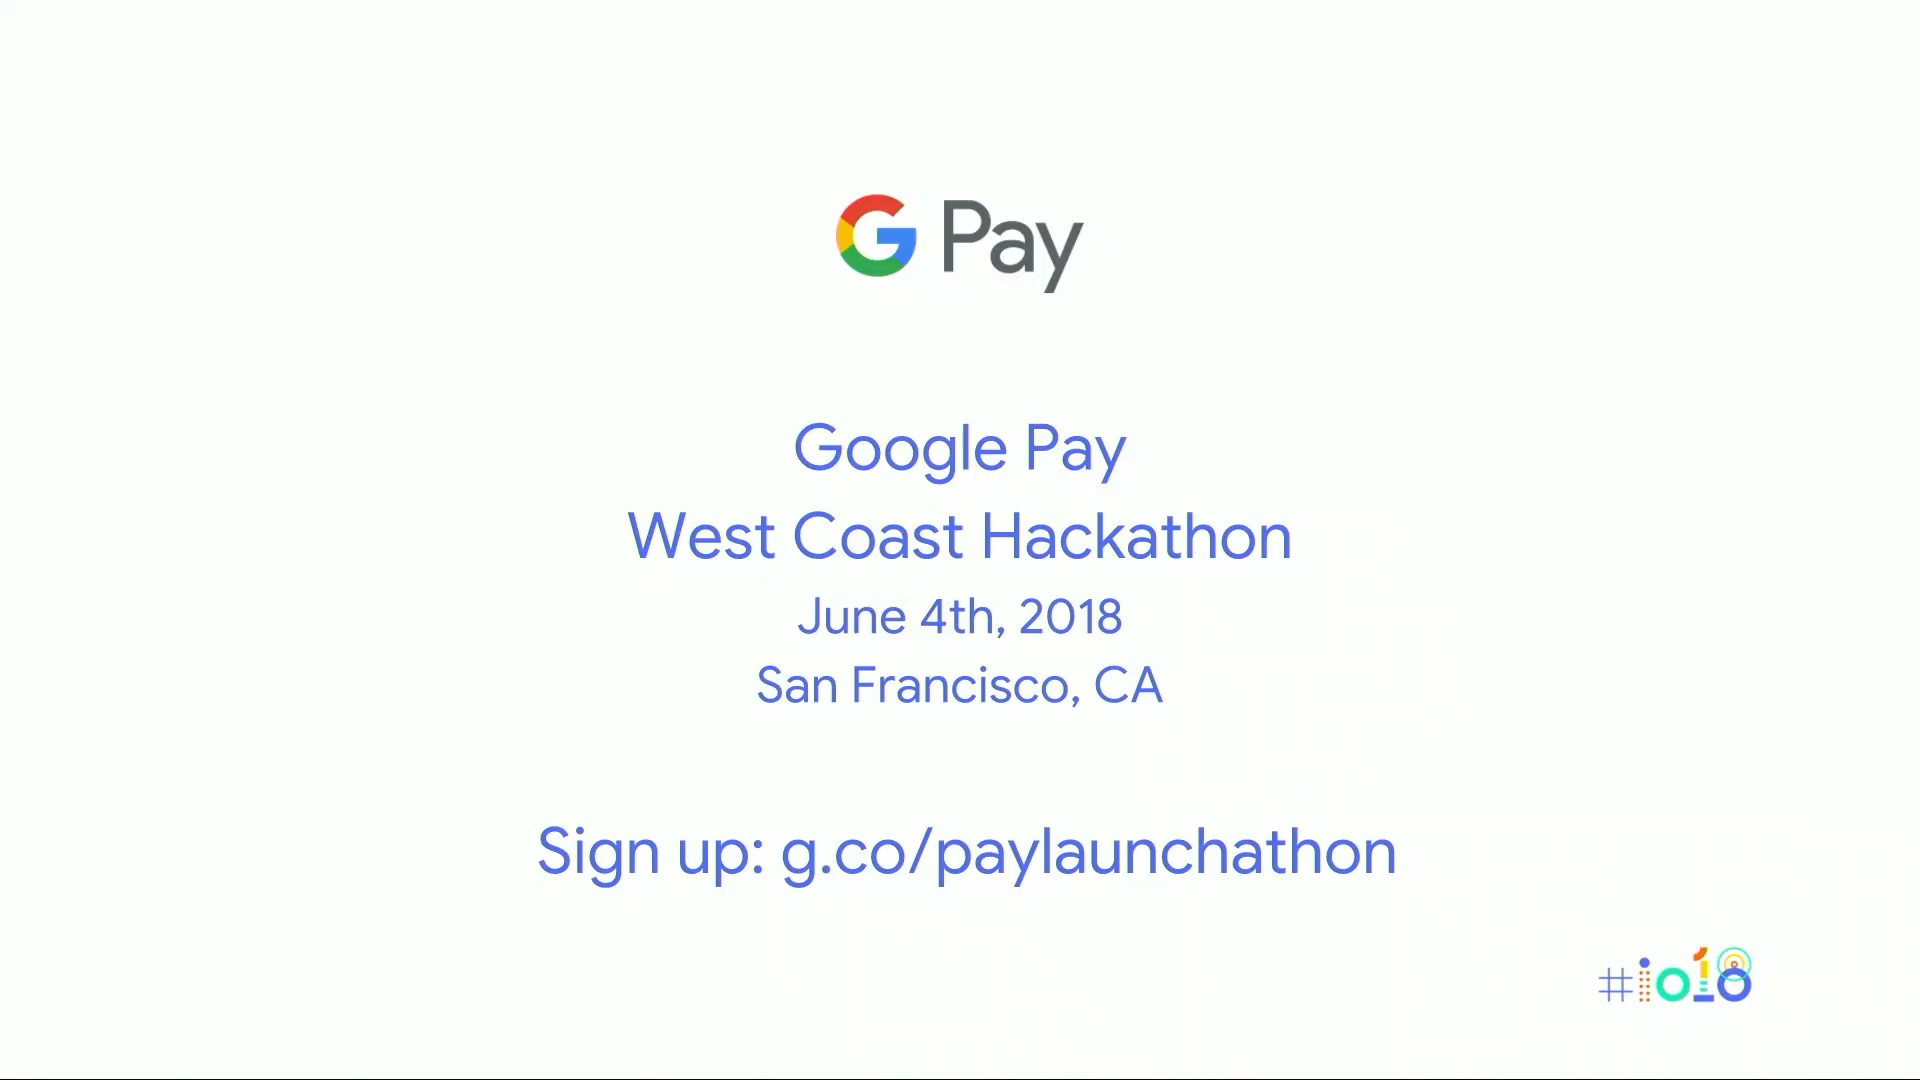 G Pay
Google Pay
West Coast Hackathon
June 4th, 2018
San Francisco, CA
Sign up: g.co/paylaunchathon
#io18